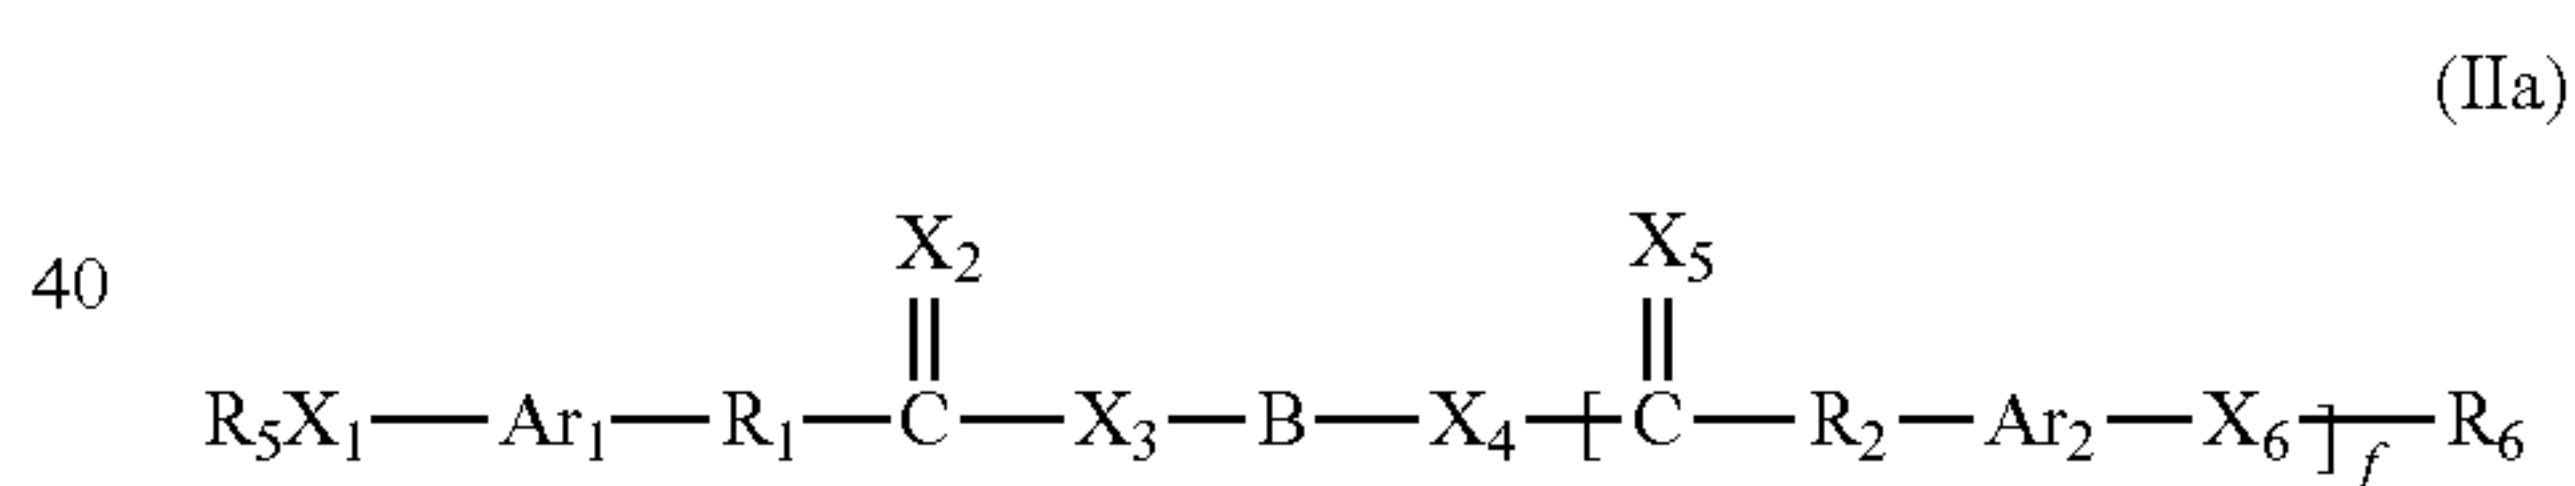 (IIa)
X₂ X₅
40
R₅X₁—Ar₁—R₁—C—X₃—B—X₄—[C—R₂—Ar₂—X₆]f—R₆